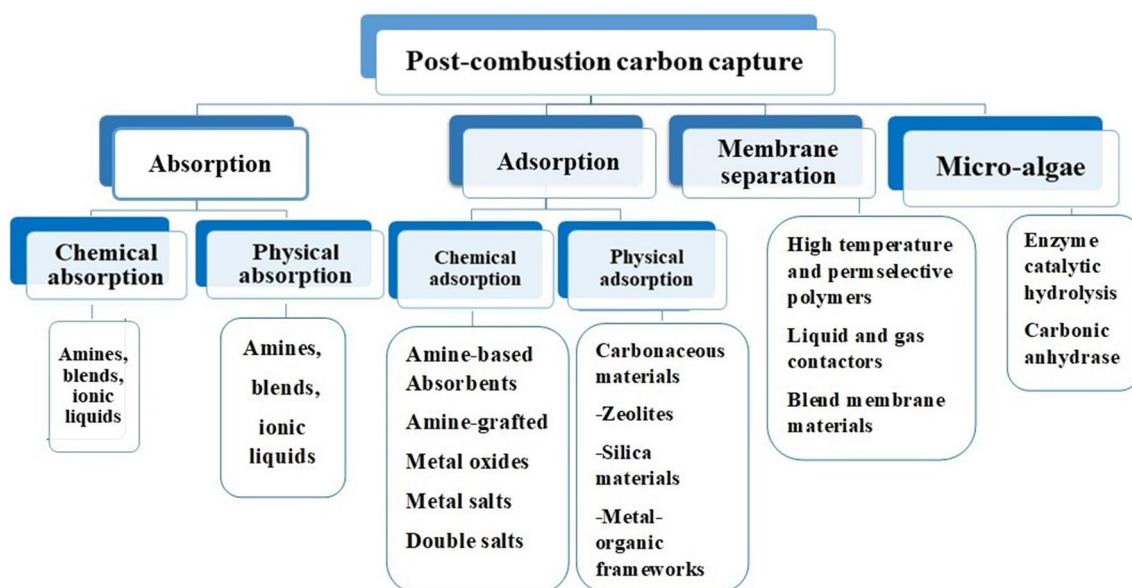 Post-combustion carbon capture
Absorption
Adsorption
Membrane
separation
Micro-algae
Chemical
absorption
Physical
absorption
Chemical
adsorption
Physical
adsorption
Amines,
blends,
ionic
liquids
Amines,
blends,
ionic
liquids
Amine-based
Absorbents
Amine-grafted
Metal oxides
Metal salts
Double salts
Carbonaceous
materials
-Zeolites
-Silica
materials
-Metal-
organic
frameworks
High temperature
and permselective
polymers
Liquid and gas
contactors
Blend membrane
materials
Enzyme
catalytic
hydrolysis
Carbonic
anhydrase